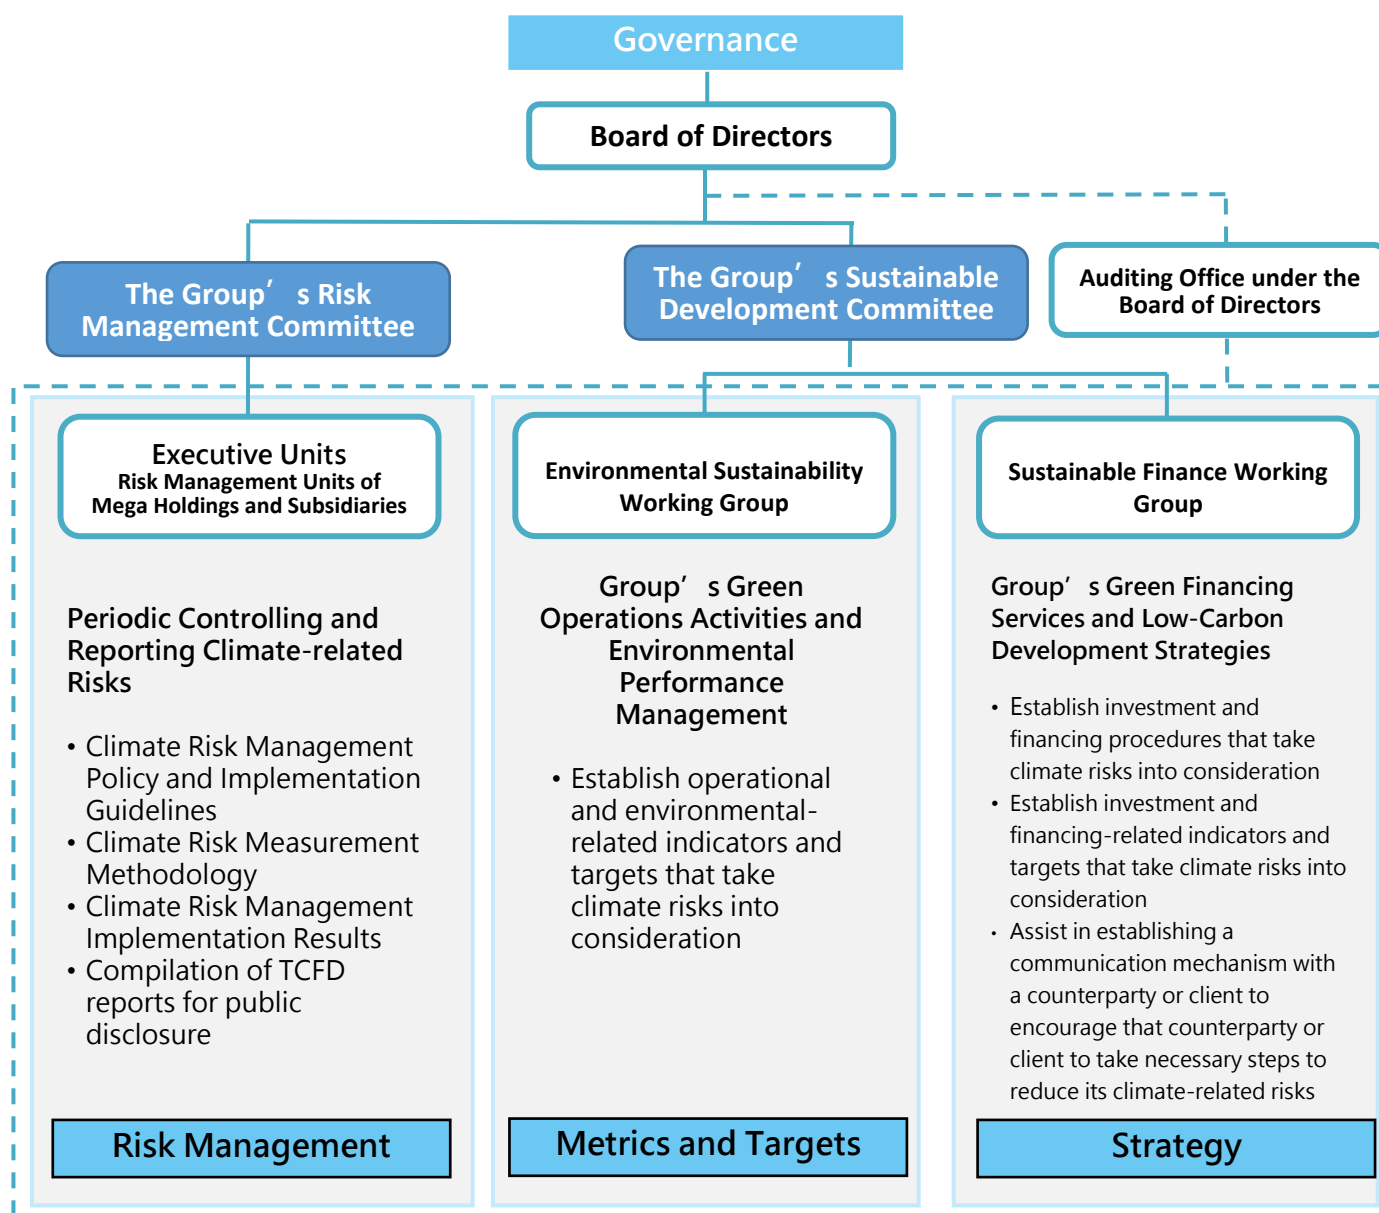 Governance
Board of Directors
The Group’s Risk
Management Committee
The Group’s Sustainable
Development Committee
Auditing Office under the
Board of Directors
Executive Units
Risk Management Units of
Mega Holdings and Subsidiaries
Periodic Controlling and
Reporting Climate-related
Risks
• Climate Risk Management
Policy and Implementation
Guidelines
• Climate Risk Measurement
Methodology
• Climate Risk Management
Implementation Results
• Compilation of TCFD
reports for public
disclosure
Risk Management
Environmental Sustainability
Working Group
Group’s Green
Operations Activities and
Environmental
Performance
Management
• Establish operational
and environmental-
related indicators and
targets that take
climate risks into
consideration
Metrics and Targets
Sustainable Finance Working
Group
Group’s Green Financing
Services and Low-Carbon
Development Strategies
• Establish investment and
financing procedures that take
climate risks into consideration
• Establish investment and
financing-related indicators and
targets that take climate risks into
consideration
• Assist in establishing a
communication mechanism with
a counterparty or client to
encourage that counterparty or
client to take necessary steps to
reduce its climate-related risks
Strategy